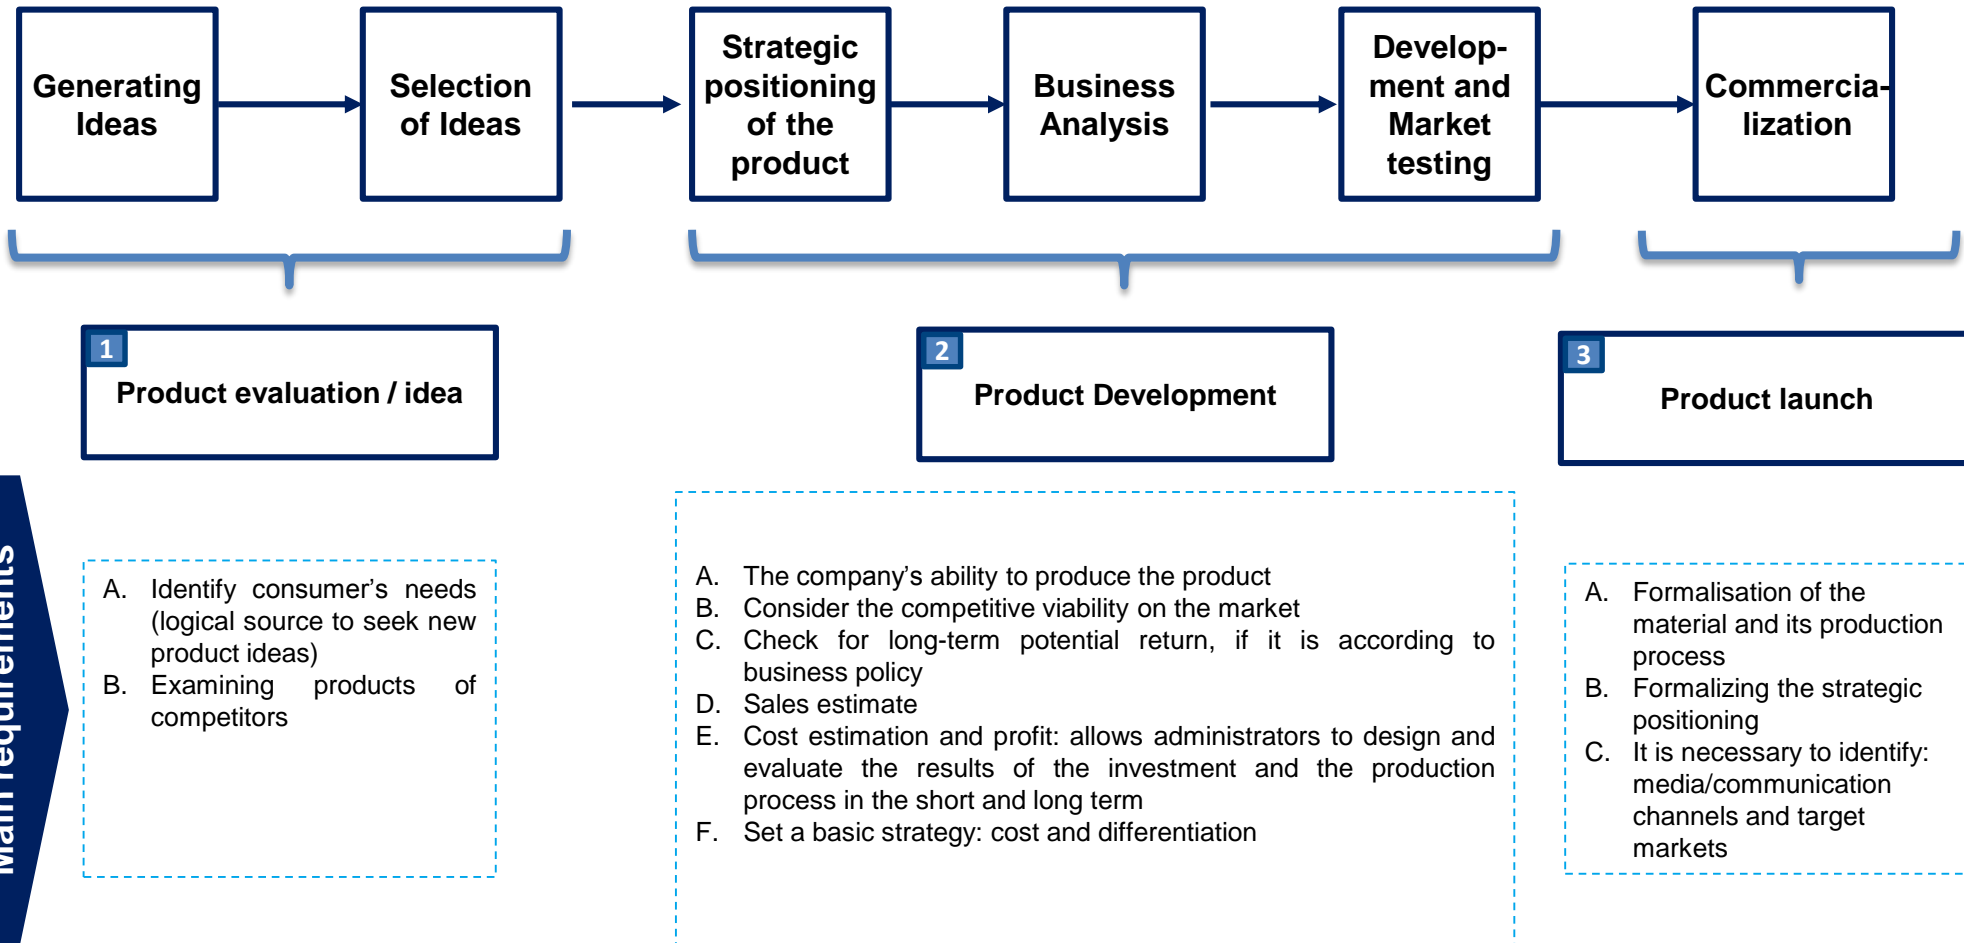 Generating
Ideas
Selection
of Ideas
Strategic
positioning
of the
product
Business
Analysis
Develop-
ment and
Market
testing
Commercia-
lization
1
Product evaluation / idea
2
Product Development
3
Product launch
Main requirements
A. Identify consumer’s needs
(logical source to seek new
product ideas)
B. Examining products of
competitors
A. The company’s ability to produce the product
B. Consider the competitive viability on the market
C. Check for long-term potential return, if it is according to
business policy
D. Sales estimate
E. Cost estimation and profit: allows administrators to design and
evaluate the results of the investment and the production
process in the short and long term
F. Set a basic strategy: cost and differentiation
A. Formalisation of the
material and its production
process
B. Formalizing the strategic
positioning
C. It is necessary to identify:
media/communication
channels and target
markets